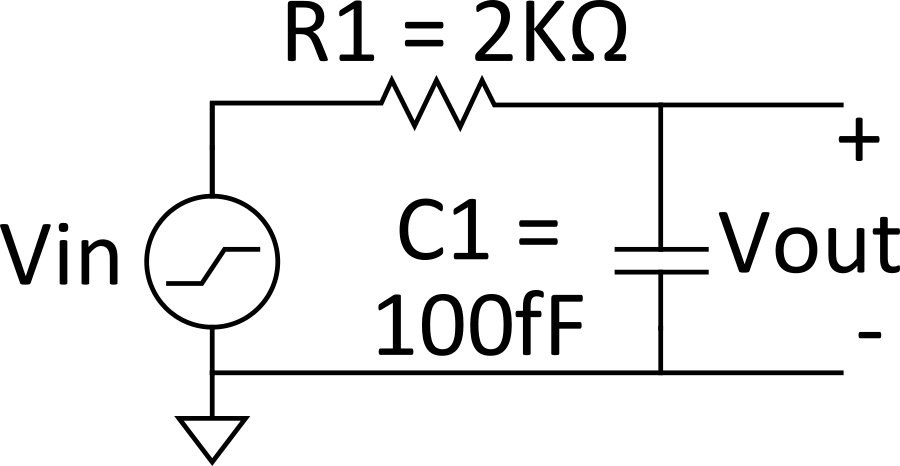 R1 = 2KΩ
+
Vin
C1 =
100fF
Vout
-